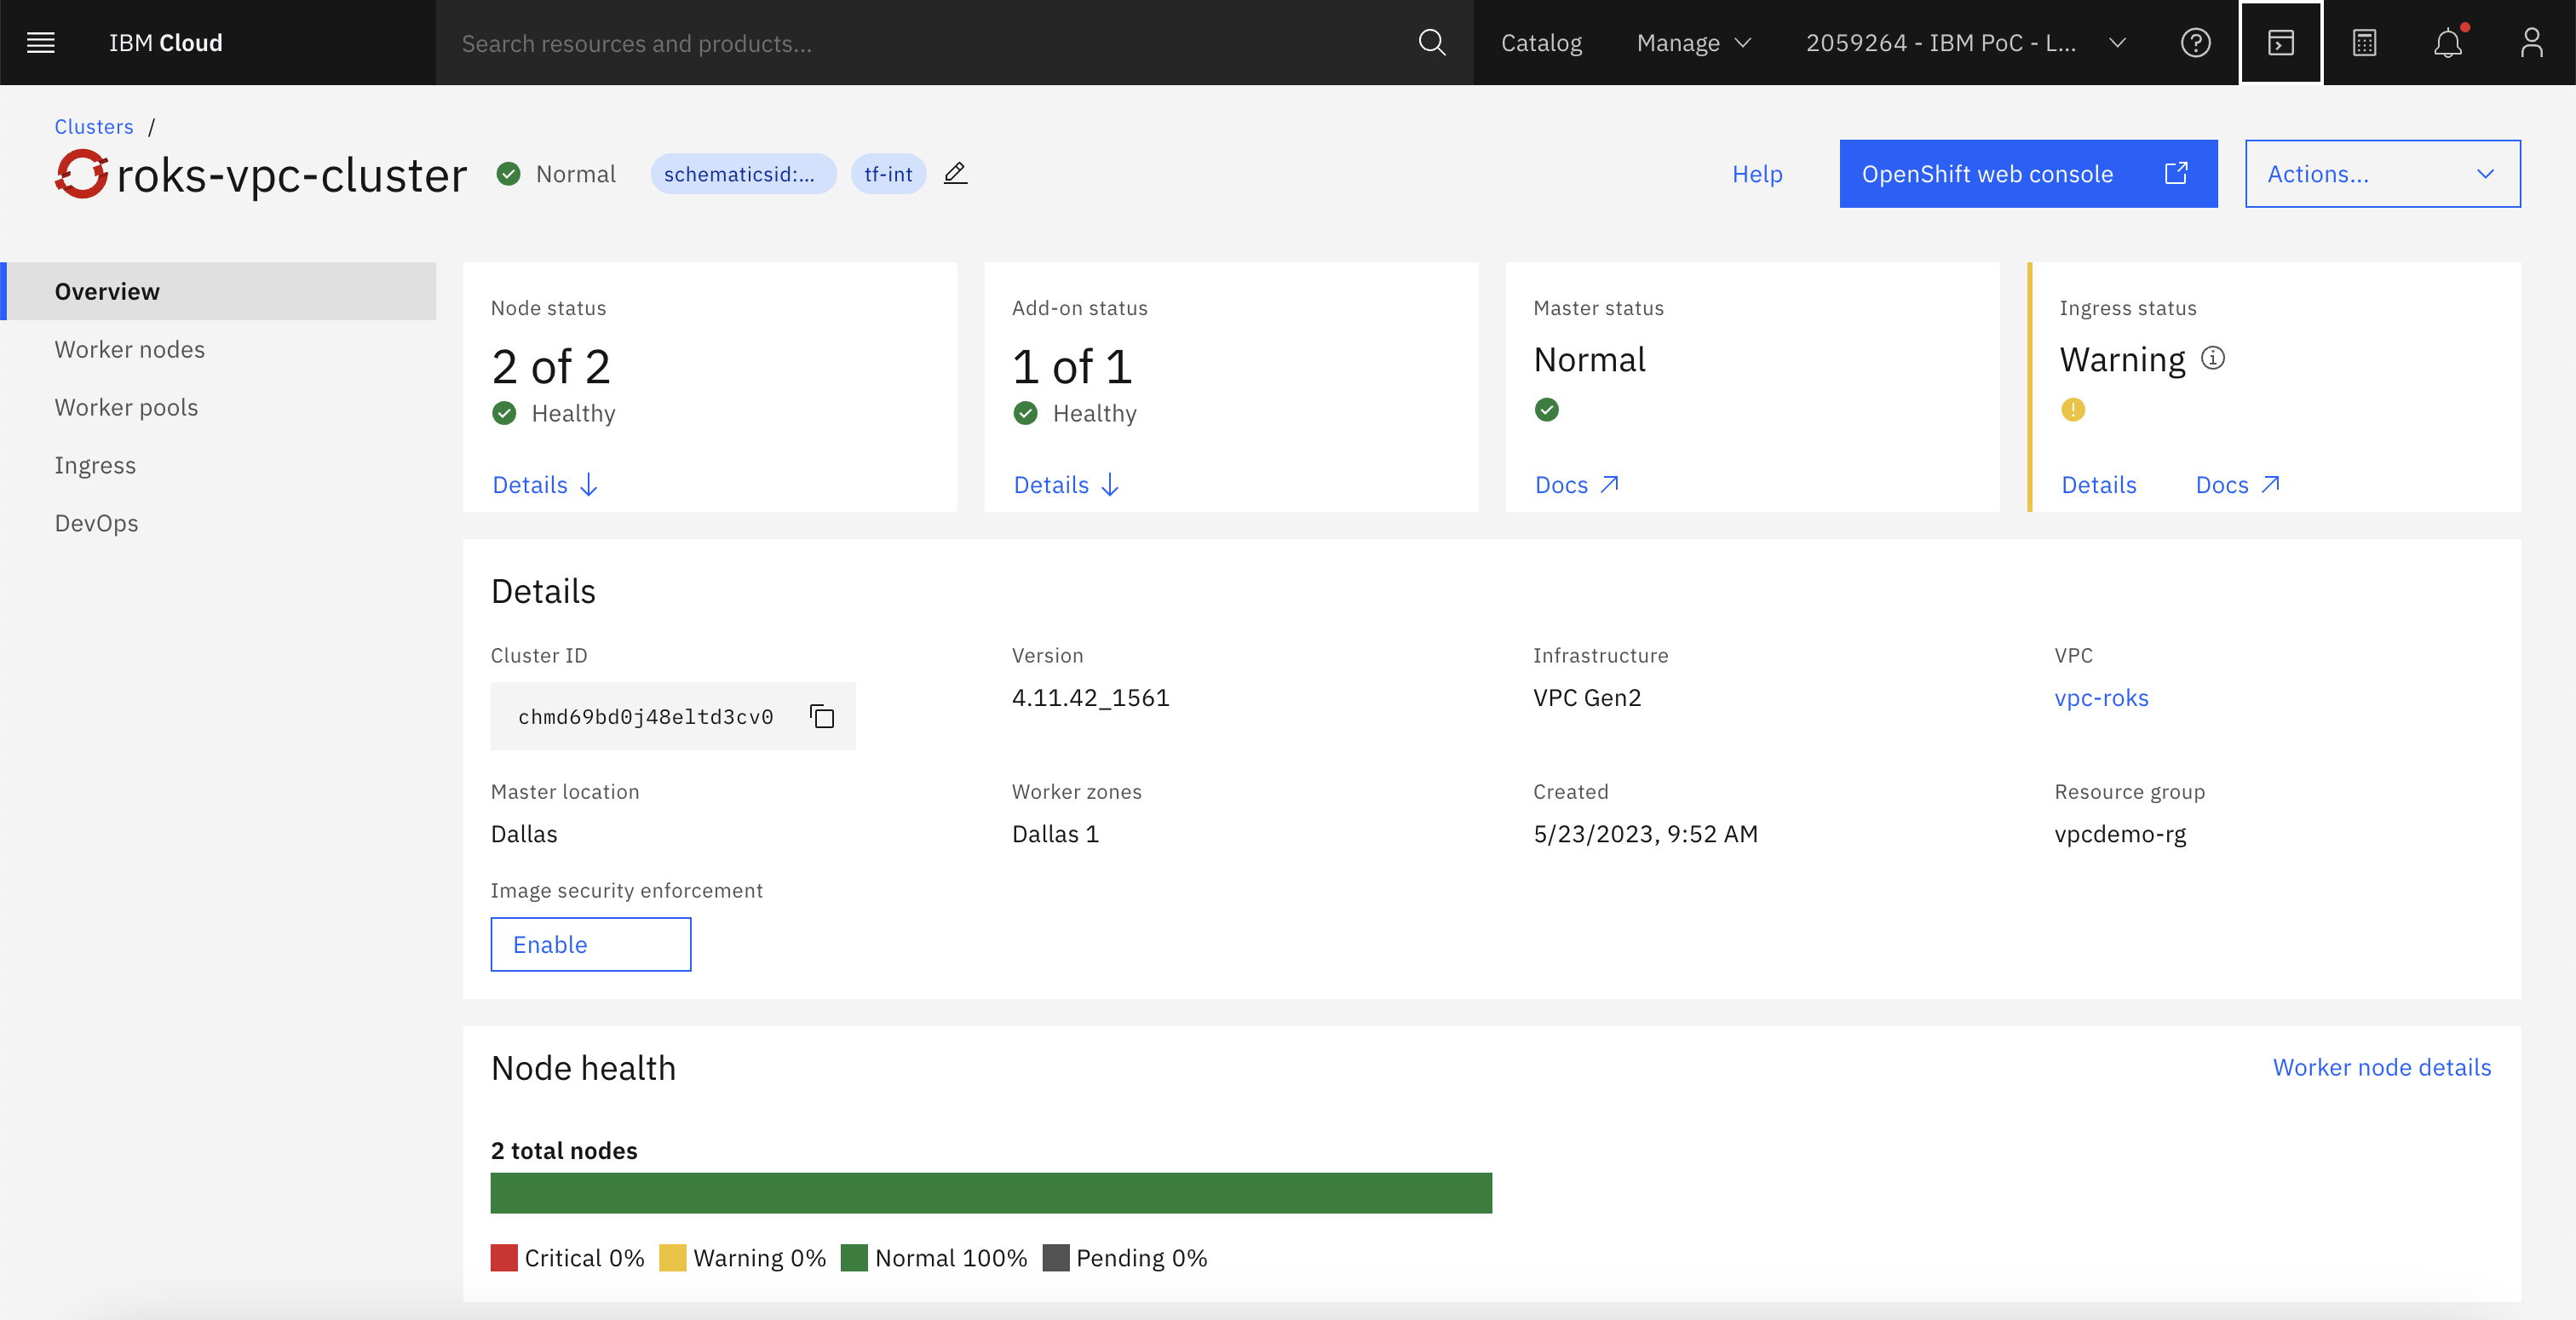 IBM Cloud
Search resources and products...
Catalog
Manage
2059264 - IBM PoC - L...
Clusters /
roks-vpc-cluster
Normal
schematicsid:...
tf-int
Help
OpenShift web console
Actions...
Overview
Worker nodes
Worker pools
Ingress
DevOps
Node status
2 of 2
Healthy
Details
Add-on status
1 of 1
Healthy
Details
Master status
Normal
Docs
Ingress status
Warning
Details
Docs
Details
Cluster ID
chmd69bd0j48eltd3cv0
Version
4.11.42_1561
Infrastructure
VPC Gen2
VPC
vpc-roks
Master location
Dallas
Worker zones
Dallas 1
Created
5/23/2023, 9:52 AM
Resource group
vpcdemo-rg
Image security enforcement
Enable
Node health
Worker node details
2 total nodes
Critical 0%
Warning 0%
Normal 100%
Pending 0%